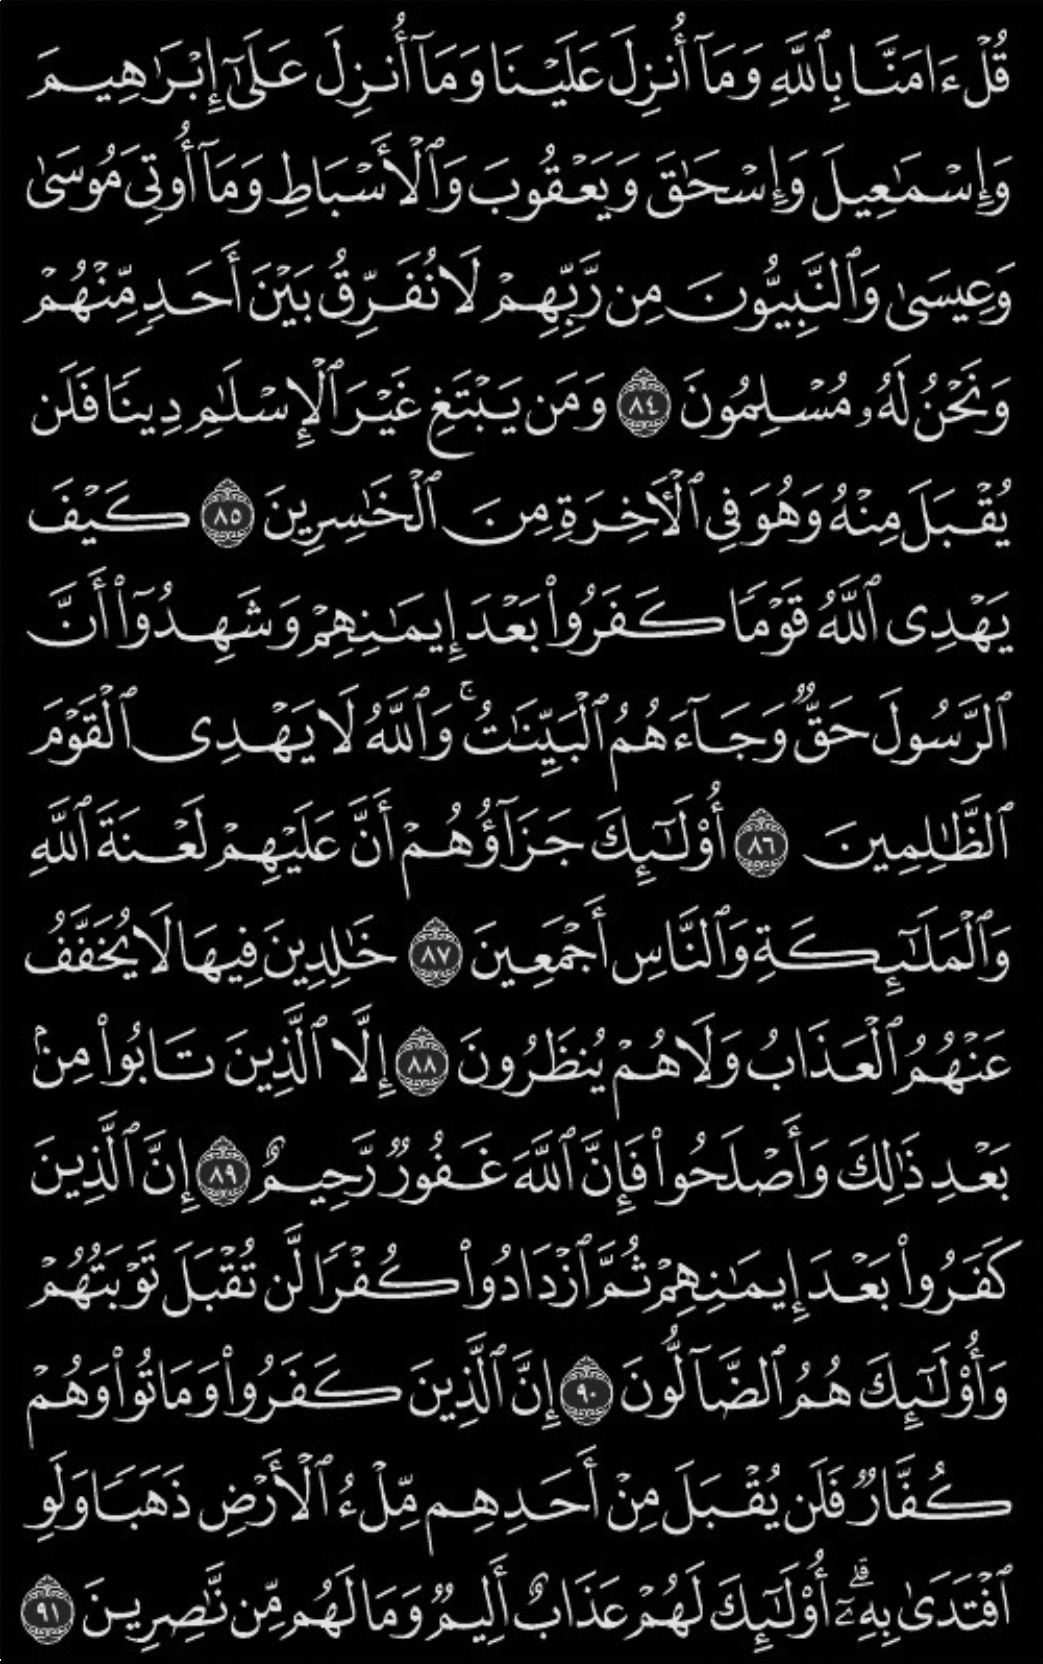 قُلْ ءَامَنَّا بِٱللَّهِ وَمَآ أُنزِلَ عَلَيْنَا وَمَآ أُنزِلَ عَلَىٰٓ إِبْرَٰهِيمَ
وَإِسْمَٰعِيلَ وَإِسْحَٰقَ وَيَعْقُوبَ وَٱلْأَسْبَاطِ وَمَآ أُوتِىَ مُوسَىٰ
وَعِيسَىٰ وَٱلنَّبِيُّونَ مِن رَّبِّهِمْ لَا نُفَرِّقُ بَيْنَ أَحَدٍ مِّنْهُمْ
وَنَحْنُ لَهُۥ مُسْلِمُونَ ٨٤ وَمَن يَبْتَغِ غَيْرَ ٱلْإِسْلَٰمِ دِينًا فَلَن
يُقْبَلَ مِنْهُ وَهُوَ فِى ٱلْأَخِرَةِ مِنَ ٱلْخَٰسِرِينَ ٨٥ كَيْفَ
يَهْدِى ٱللَّهُ قَوْمًا كَفَرُوا۟ بَعْدَ إِيمَٰنِهِمْ وَشَهِدُوٓا۟ أَنَّ
ٱلرَّسُولَ حَقٌّ وَجَآءَهُمُ ٱلْبَيِّنَٰتُ ۚ وَٱللَّهُ لَا يَهْدِى ٱلْقَوْمَ
ٱلظَّٰلِمِينَ ٨٦ أُو۟لَٰٓئِكَ جَزَآؤُهُمْ أَنَّ عَلَيْهِمْ لَعْنَةَ ٱللَّهِ
وَٱلْمَلَٰٓئِكَةِ وَٱلنَّاسِ أَجْمَعِينَ ٨٧ خَٰلِدِينَ فِيهَا لَا يُخَفَّفُ
عَنْهُمُ ٱلْعَذَابُ وَلَا هُمْ يُنظَرُونَ ٨٨ إِلَّا ٱلَّذِينَ تَابُوا۟ مِنۢ
بَعْدِ ذَٰلِكَ وَأَصْلَحُوا۟ فَإِنَّ ٱللَّهَ غَفُورٌ رَّحِيمٌ ٨٩ إِنَّ ٱلَّذِينَ
كَفَرُوا۟ بَعْدَ إِيمَٰنِهِمْ ثُمَّ ٱزْدَادُوا۟ كُفْرًا لَّن تُقْبَلَ تَوْبَتُهُمْ
وَأُو۟لَٰٓئِكَ هُمُ ٱلضَّآلُّونَ ٩٠ إِنَّ ٱلَّذِينَ كَفَرُوا۟ وَمَاتُوا۟ وَهُمْ
كُفَّارٌ فَلَن يُقْبَلَ مِنْ أَحَدِهِم مِّلْءُ ٱلْأَرْضِ ذَهَبًا وَلَوِ
ٱفْتَدَىٰ بِهِۦٓ ۗ أُو۟لَٰٓئِكَ لَهُمْ عَذَابٌ أَلِيمٌ وَمَا لَهُم مِّن نَّٰصِرِينَ ٩١